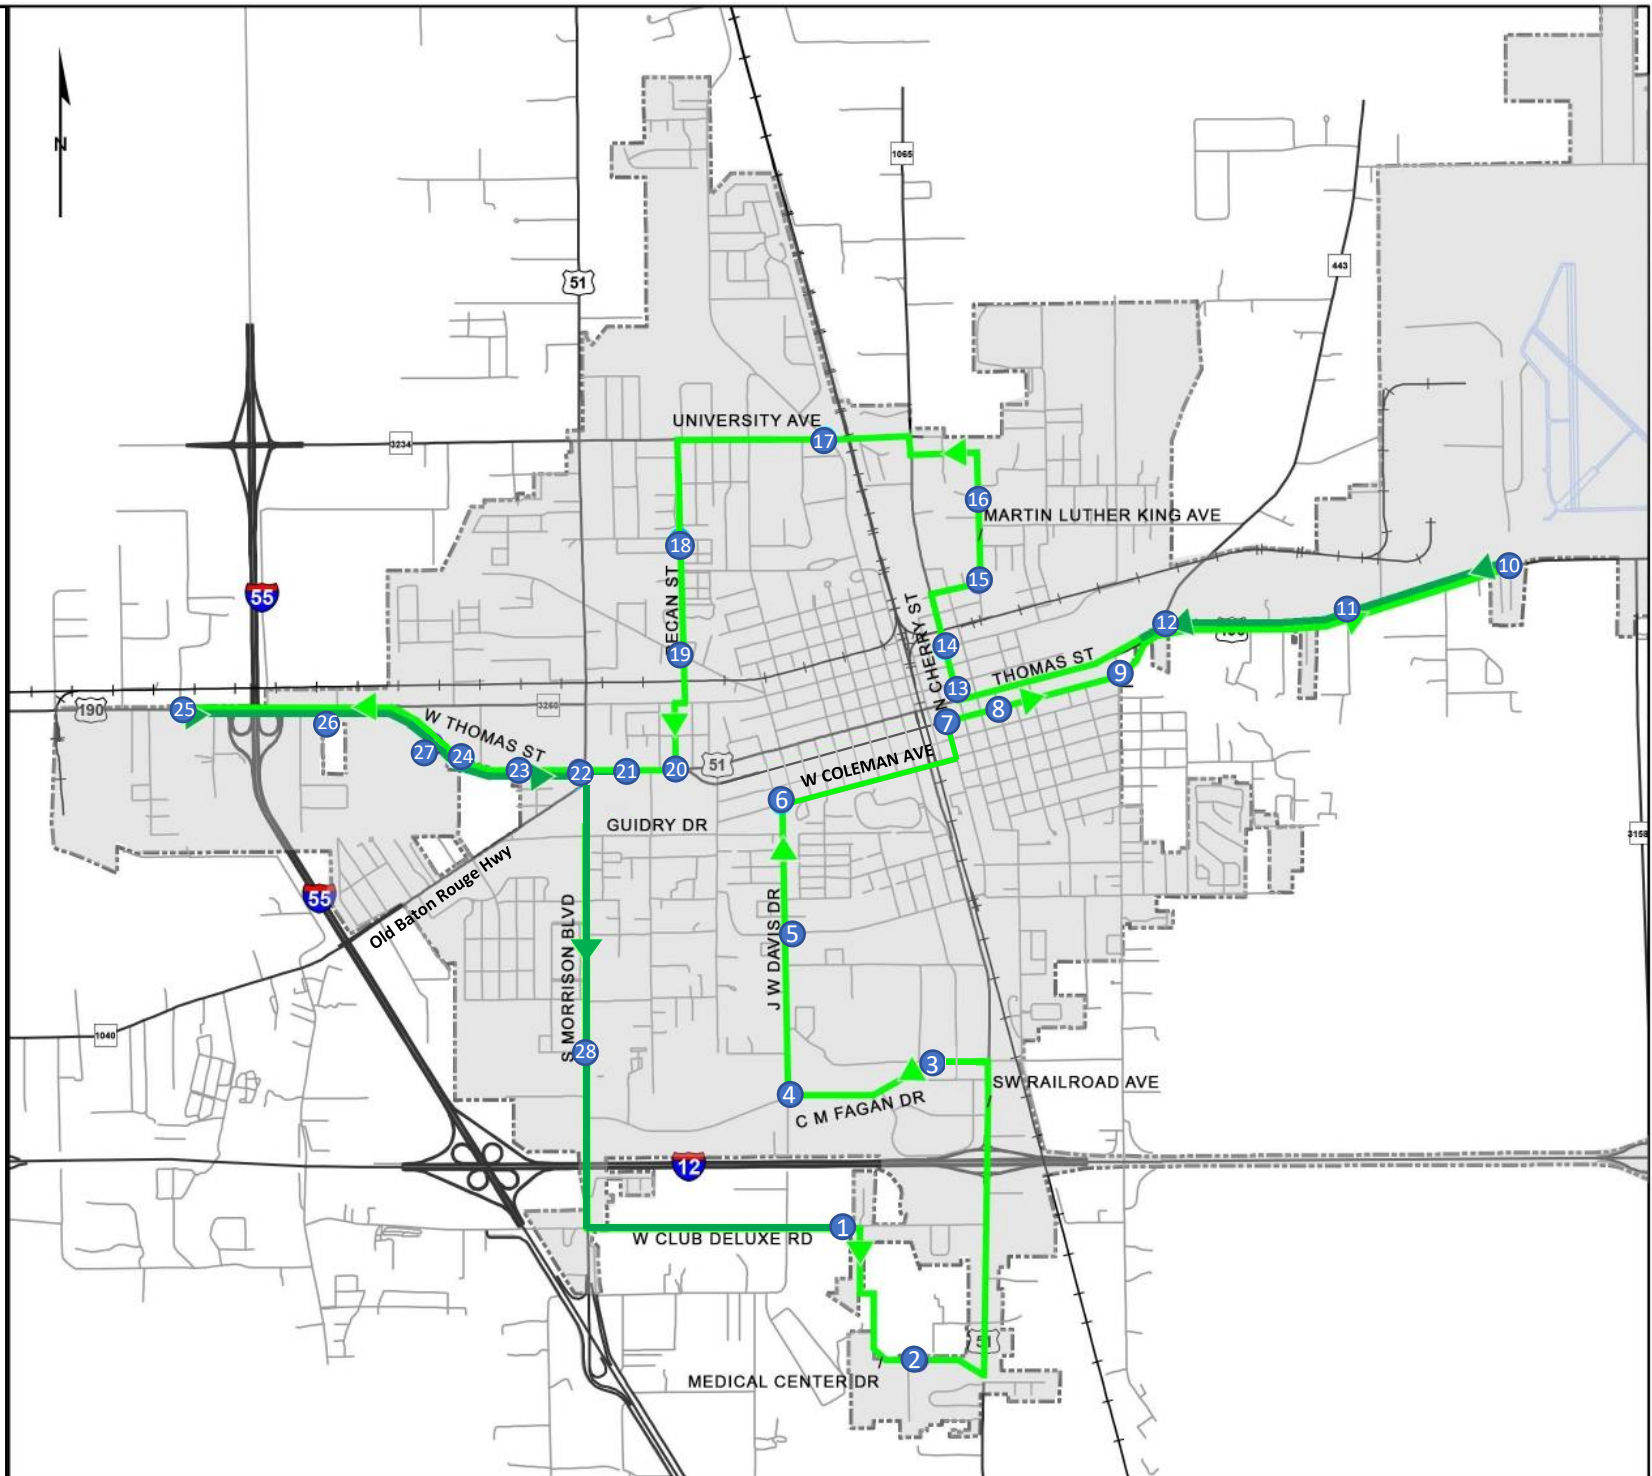 1065
N
443
51
UNIVERSITY AVE
17
3234
16
MARTIN LUTHER KING AVE
18
10
15
55
PECAN ST
11
12
190
14
N CHERRY ST
19
THOMAS ST
9
13
190
25
3260
8
7
26
W THOMAS ST
27
24
51
W COLEMAN AVE
23
22
21
20
6
GUIDRY DR
3158
Old Baton Rouge Hwy
55
S MORRISON BLVD
J W DAVIS DR
5
1040
28
3
SW RAILROAD AVE
4
C M FAGAN DR
12
1
W CLUB DELUXE RD
51
2
MEDICAL CENTER DR